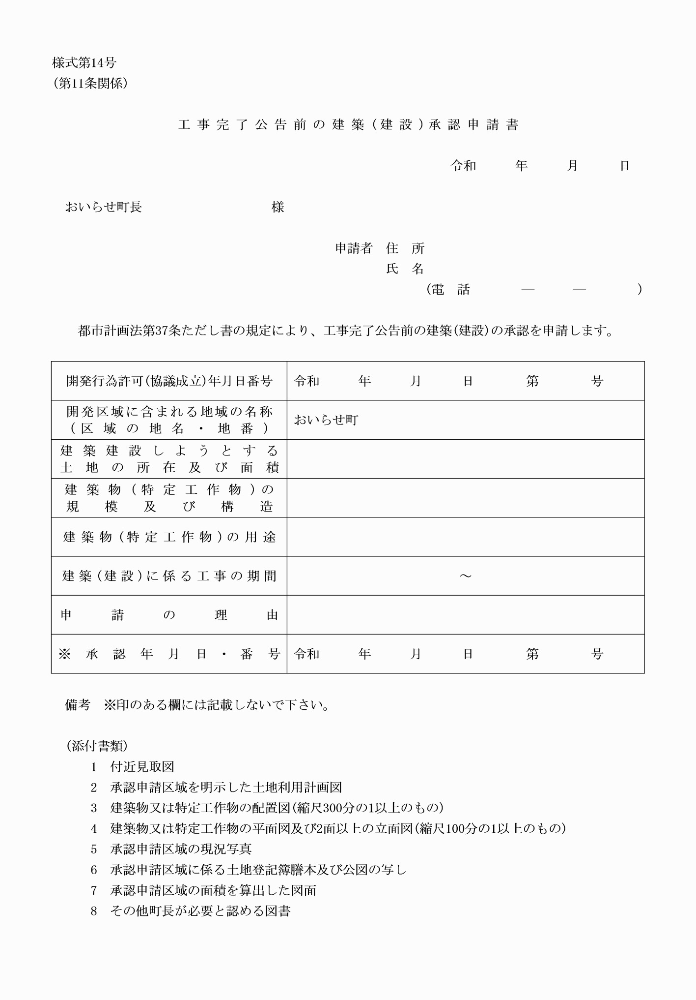 様式第14号
（第11条関係）
工事完了公告前の建築(建設)承認申請書
令和　　　年　　　月　　　日
おいらせ町長　　　　　　　　　　様
申請者　住　所
氏　名
（電　話　　　　―　　　―　　　　）
都市計画法第37条ただし書の規定により、工事完了公告前の建築(建設)の承認を申請します。
開発行為許可(協議成立)年月日番号　令和　　　年　　　月　　　日　　　　第　　　　号
開発区域に含まれる地域の名称
（区域の地名・地番）
おいらせ町
建築建設しようとする
土地の所在及び面積
建築物(特定工作物)の
規模及び構造
建築物(特定工作物)の用途
建築(建設)に係る工事の期間　～
申請の理由
※承認年月日・番号　令和　　　年　　　月　　　日　　　　第　　　　号
備考　※印のある欄には記載しないで下さい。
（添付書類）
1　付近見取図
2　承認申請区域を明示した土地利用計画図
3　建築物又は特定工作物の配置図(縮尺300分の1以上のもの)
4　建築物又は特定工作物の平面図及び2面以上の立面図(縮尺100分の1以上のもの)
5　承認申請区域の現況写真
6　承認申請区域に係る土地登記簿謄本及び公図の写し
7　承認申請区域の面積を算出した図面
8　その他町長が必要と認める図書